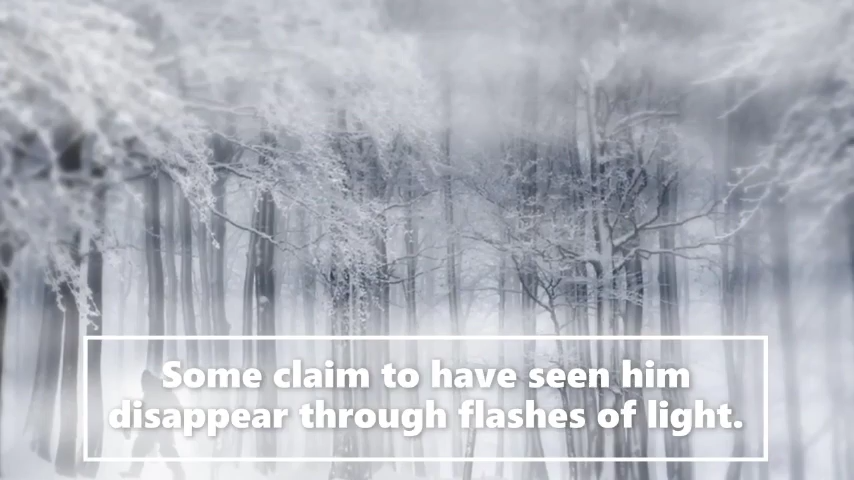 Some claim to have seen him
disappear through flashes of light.